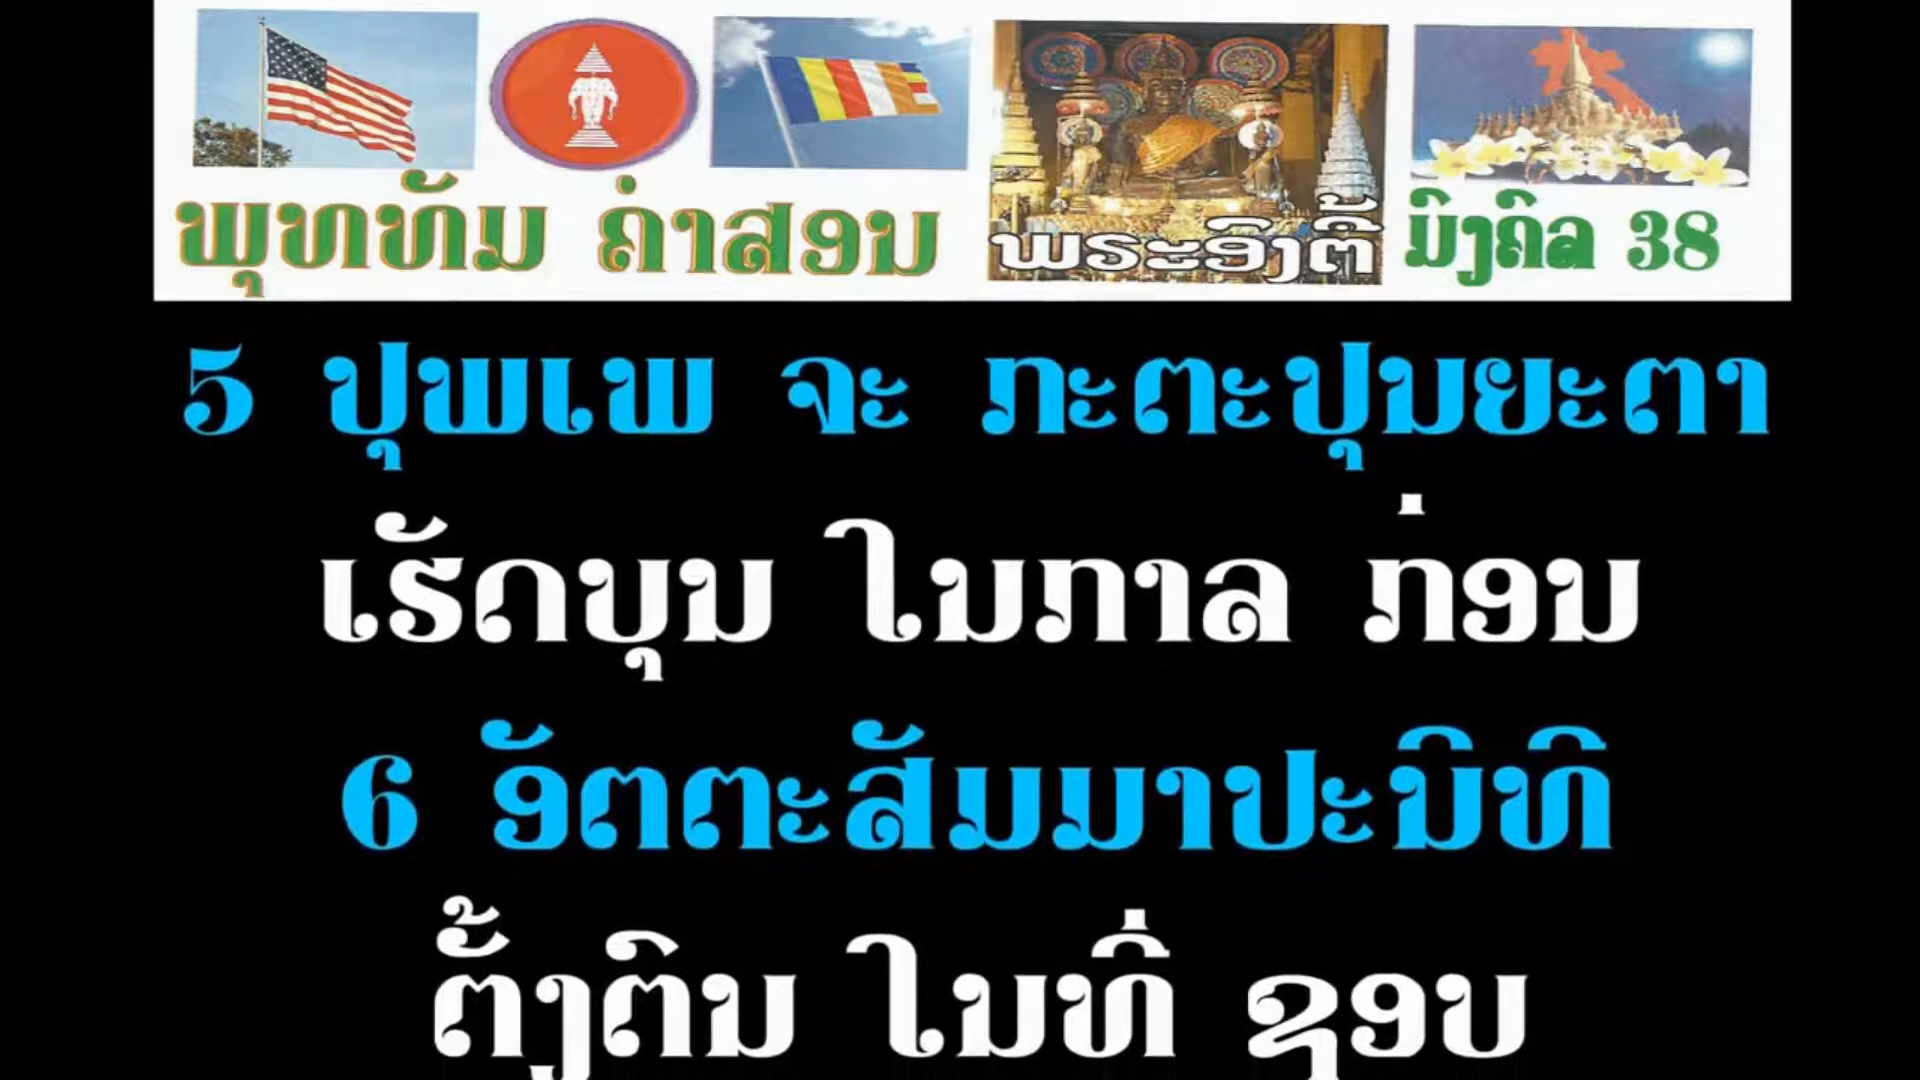 ພຸທທັມ ຄ່າສອນ ພຣະອົງຕື້ ມົງຄົລ 38
5 ປຸພເພ ຈະ ກະຕະປຸນຍະຕາ
ເຮັດບຸນ ໃນກາລ ກ່ອນ
6 ອັຕຕະສັມມາປະນິທິ
ຕັ້ງຕົນ ໃນທີ່ ຊອບ